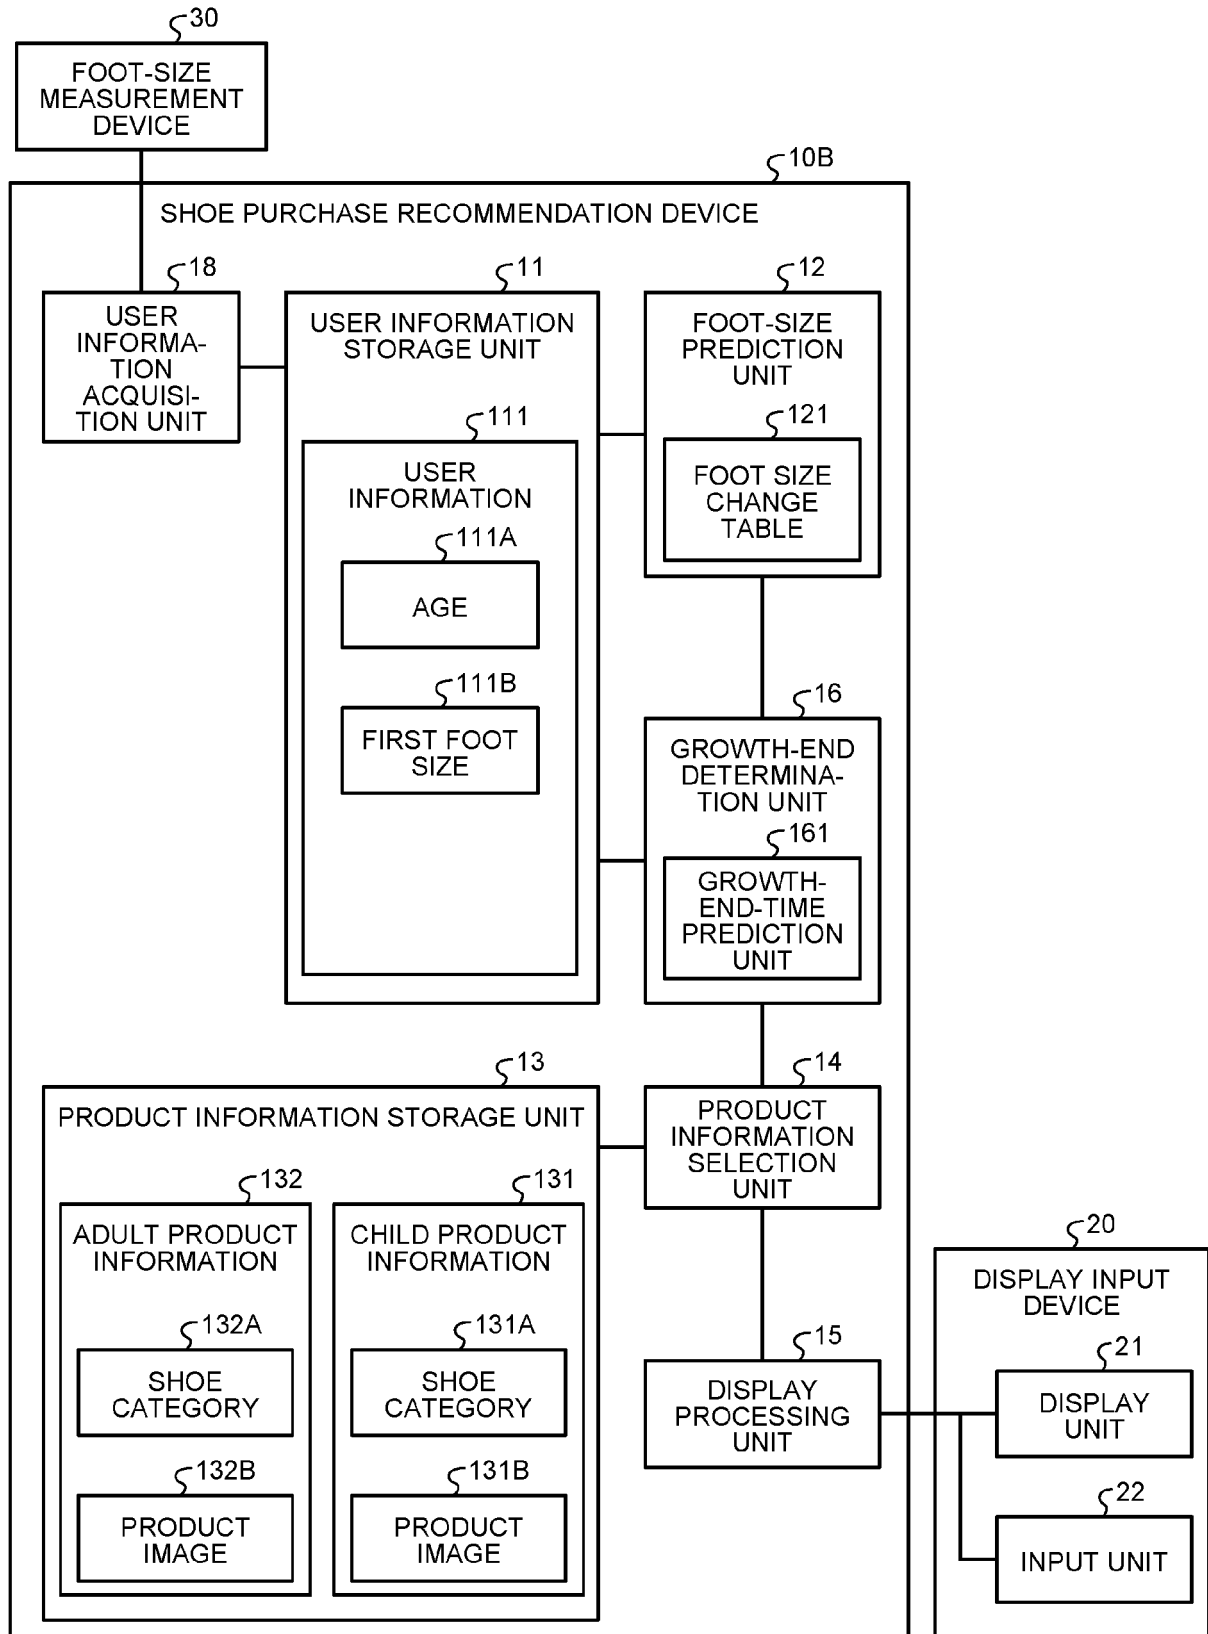 30
FOOT-SIZE
MEASUREMENT
DEVICE
10B
SHOE PURCHASE RECOMMENDATION DEVICE
18
USER
INFORMA-
TION
ACQUISI-
TION UNIT
11
USER INFORMATION
STORAGE UNIT
111
USER
INFORMATION
111A
AGE
111B
FIRST FOOT
SIZE
12
FOOT-SIZE
PREDICTION
UNIT
121
FOOT SIZE
CHANGE
TABLE
16
GROWTH-END
DETERMINA-
TION UNIT
161
GROWTH-
END-TIME
PREDICTION
UNIT
13
PRODUCT INFORMATION STORAGE UNIT
132
ADULT PRODUCT
INFORMATION
132A
SHOE
CATEGORY
132B
PRODUCT
IMAGE
131
CHILD PRODUCT
INFORMATION
131A
SHOE
CATEGORY
131B
PRODUCT
IMAGE
14
PRODUCT
INFORMATION
SELECTION
UNIT
15
DISPLAY
PROCESSING
UNIT
20
DISPLAY INPUT
DEVICE
21
DISPLAY
UNIT
22
INPUT UNIT